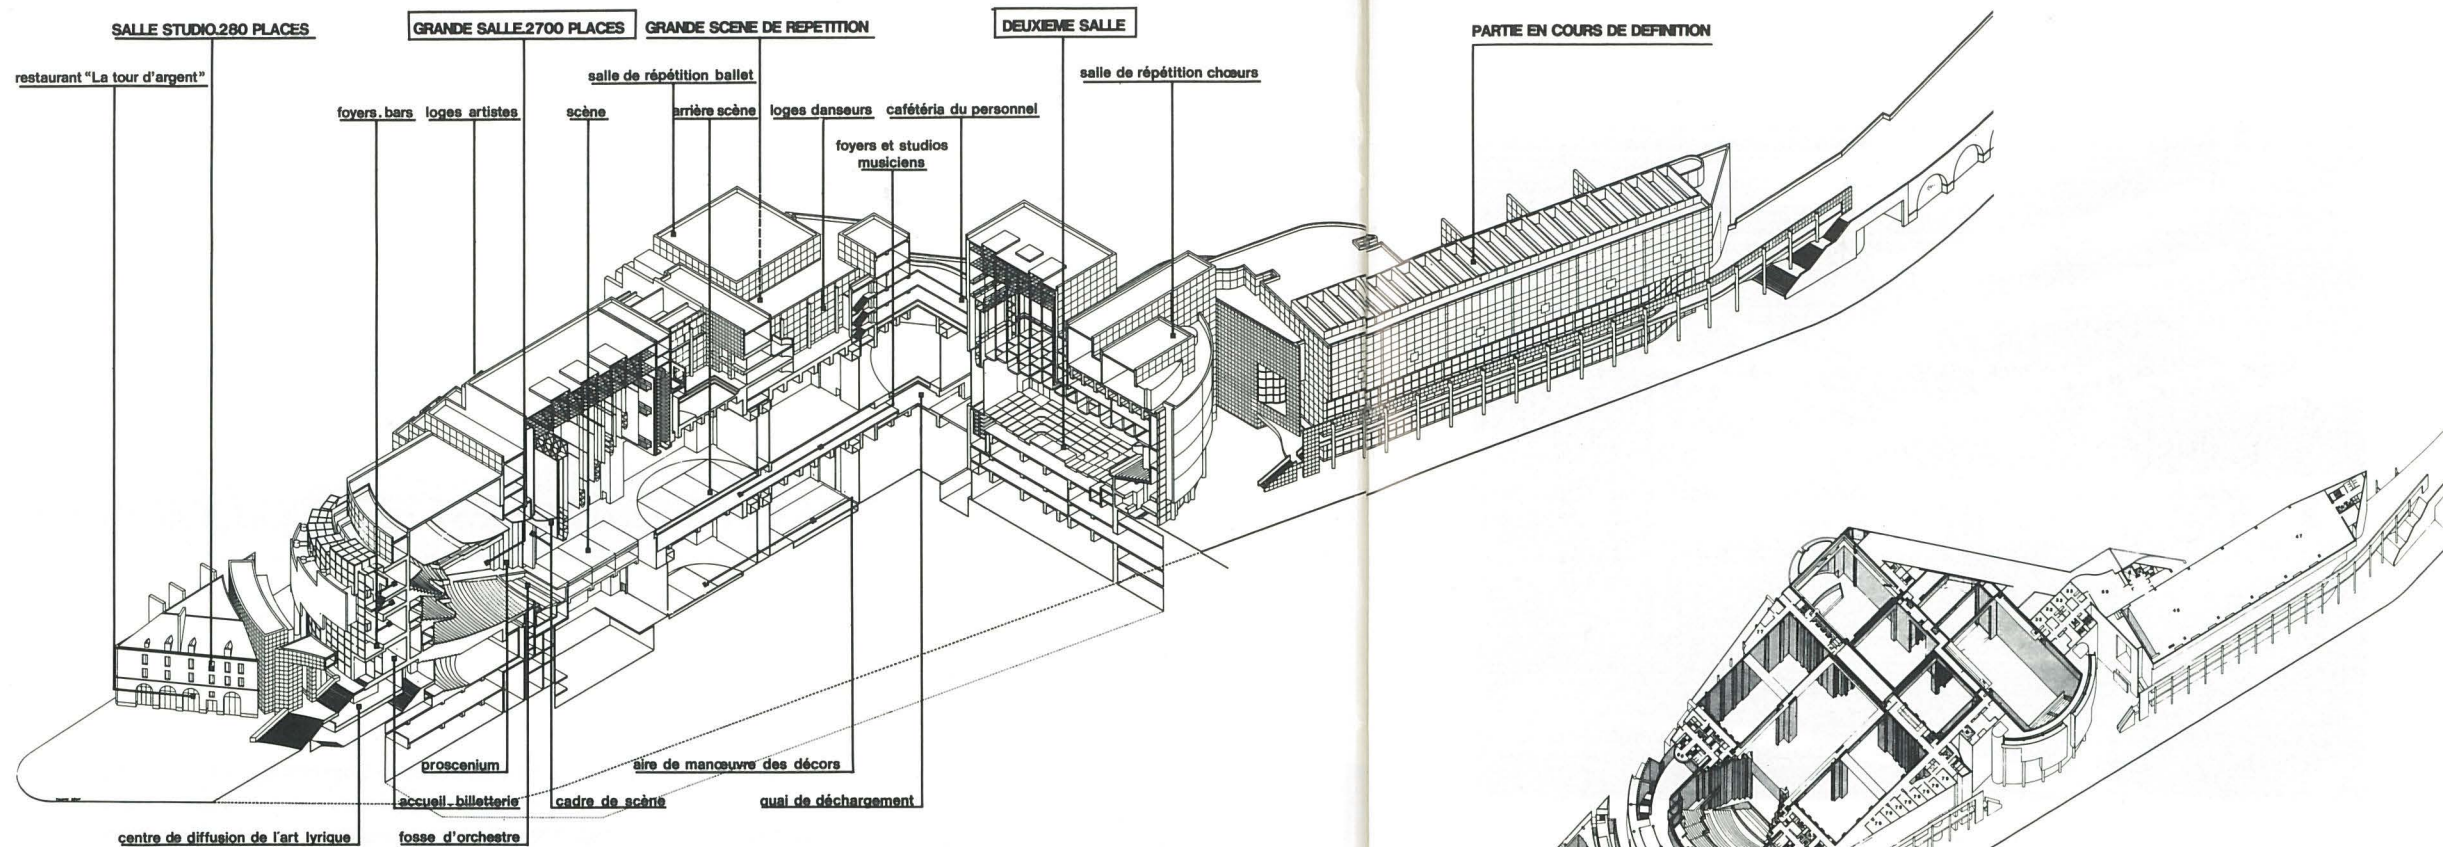 SALLE STUDIO.280 PLACES
GRANDE SALLE.2700 PLACES
GRANDE SCENE DE REPETITION
DEUXIEME SALLE
PARTIE EN COURS DE DEFINITION
restaurant "La tour d'argent"
salle de répétition ballet
salle de répétition chœurs
foyers.bars
loges artistes
scène
arrière scène
loges danseurs
cafétéria du personnel
foyers et studios
musiciens
proscenium
aire de manœuvre des décors
accueil.billetterie
cadre de scène
quai de déchargement
centre de diffusion de l'art lyrique
fosse d'orchestre